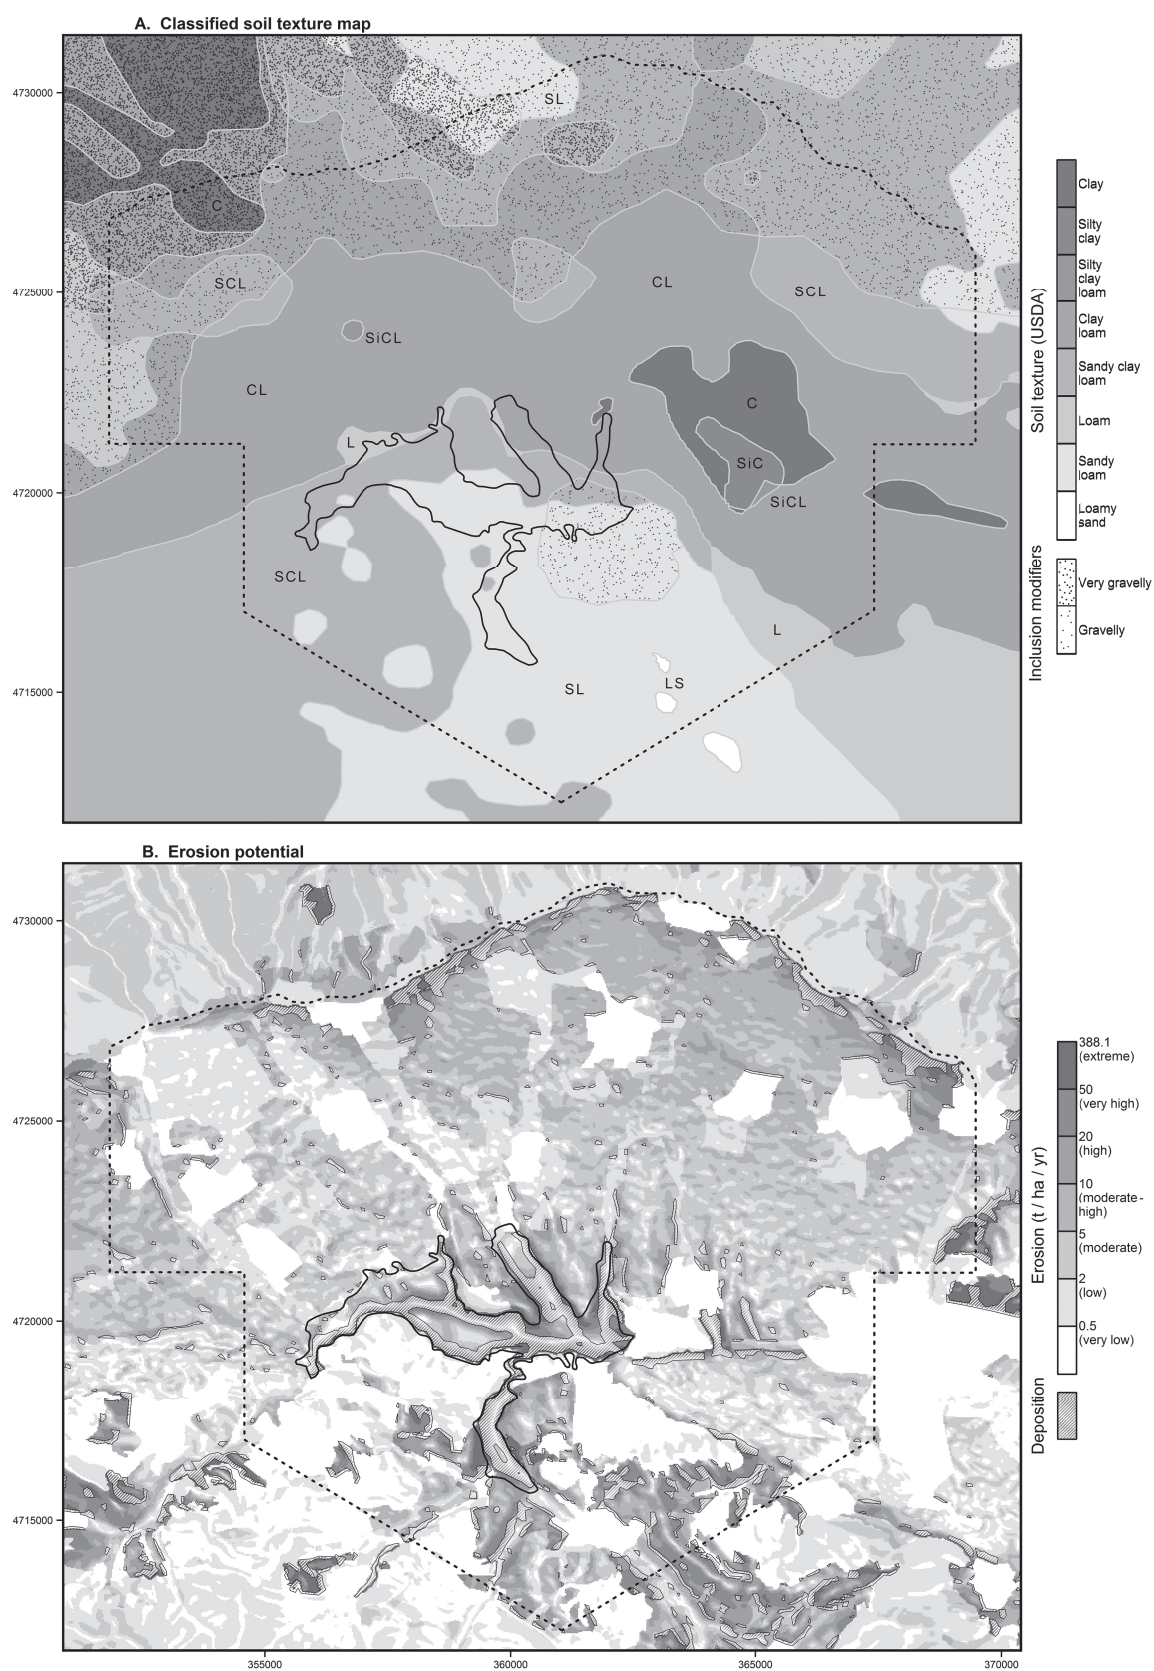 A. Classified soil texture map
4730000
4725000
4720000
4715000
SL
C
SCL
CL
SCL
SiCL
CL
C
L
SiC
SiCL
SCL
L
LS
SL
Soil texture (USDA)
Clay
Silty
clay
Silty
clay
loam
Clay
loam
Sandy clay
loam
Loam
Sandy
loam
Loamy
sand
Inclusion modifiers
Very gravelly
Gravelly
B. Erosion potential
4730000
4725000
4720000
4715000
355000
360000
365000
370000
Erosion (t / ha / yr)
388.1
(extreme)
50
(very high)
20
(high)
10
(moderate-
high)
5
(moderate)
2
(low)
0.5
(very low)
Deposition